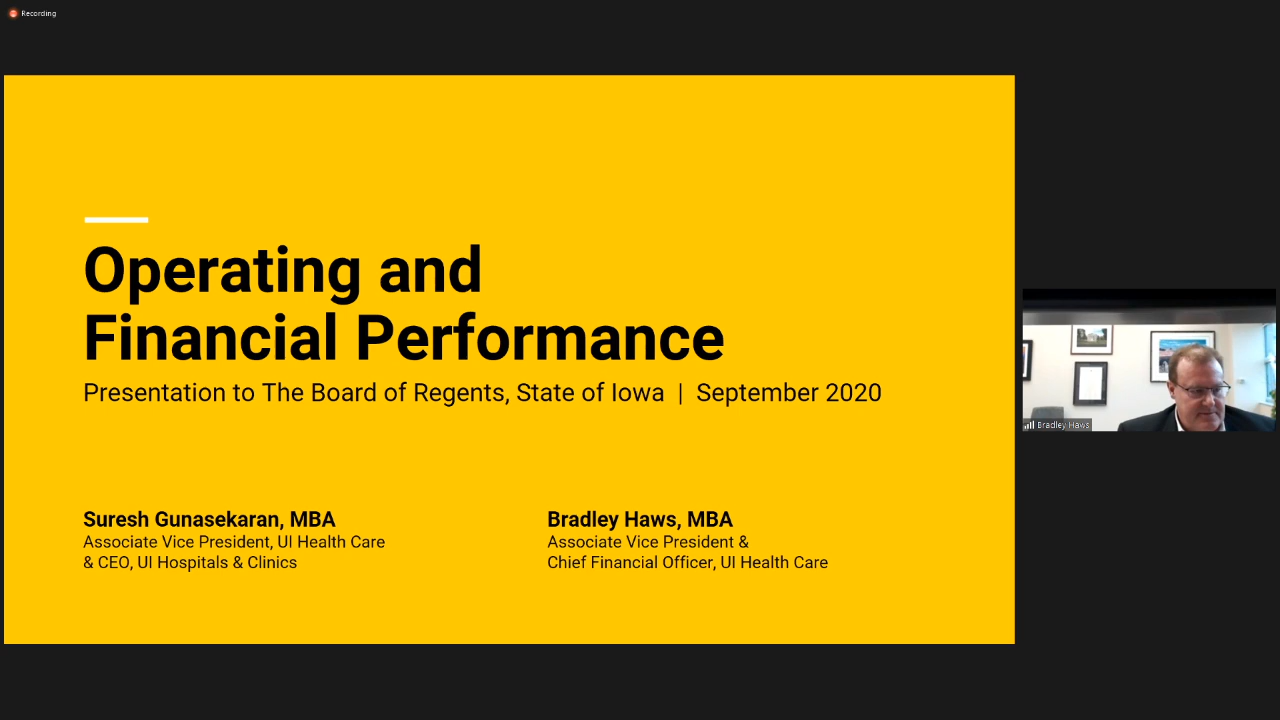 Recording
Operating and
Financial Performance
Presentation to The Board of Regents, State of Iowa | September 2020
Suresh Gunasekaran, MBA
Associate Vice President, UI Health Care
& CEO, UI Hospitals & Clinics
Bradley Haws, MBA
Associate Vice President &
Chief Financial Officer, UI Health Care
Bradley Haws